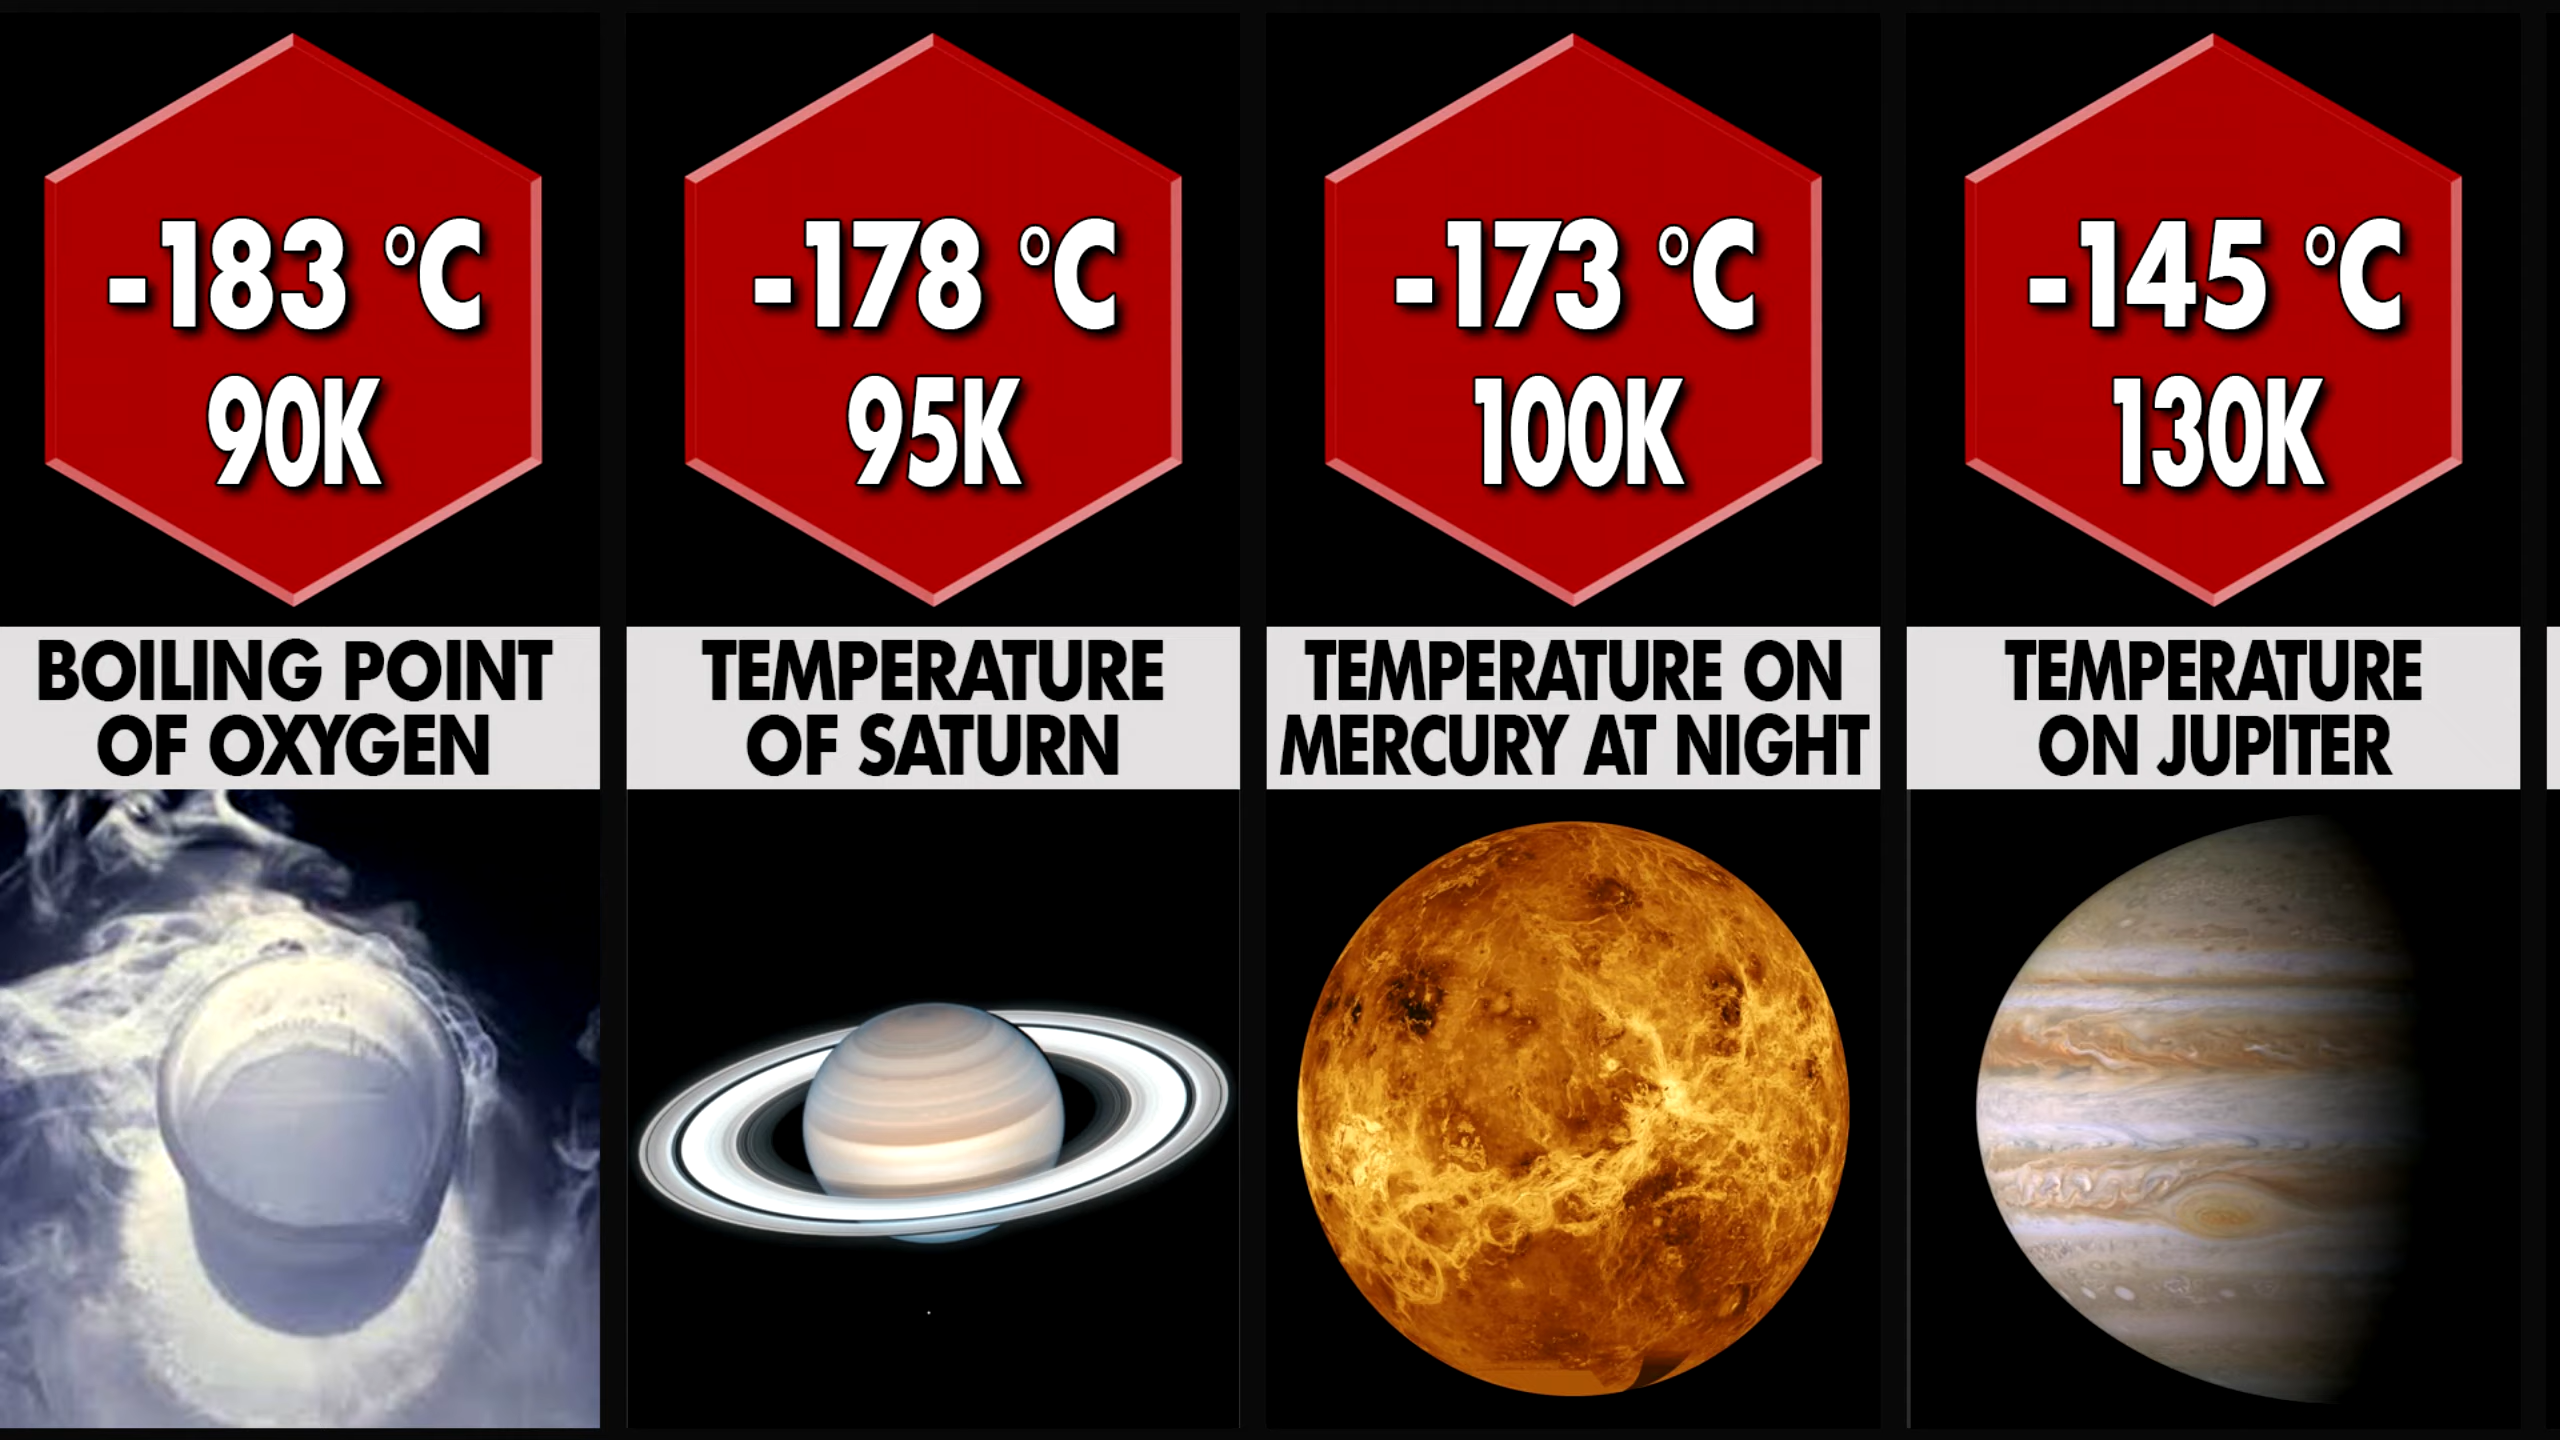 -183 °C
90K
BOILING POINT
OF OXYGEN
-178 °C
95K
TEMPERATURE
OF SATURN
-173 °C
100K
TEMPERATURE ON
MERCURY AT NIGHT
-145 °C
130K
TEMPERATURE
ON JUPITER